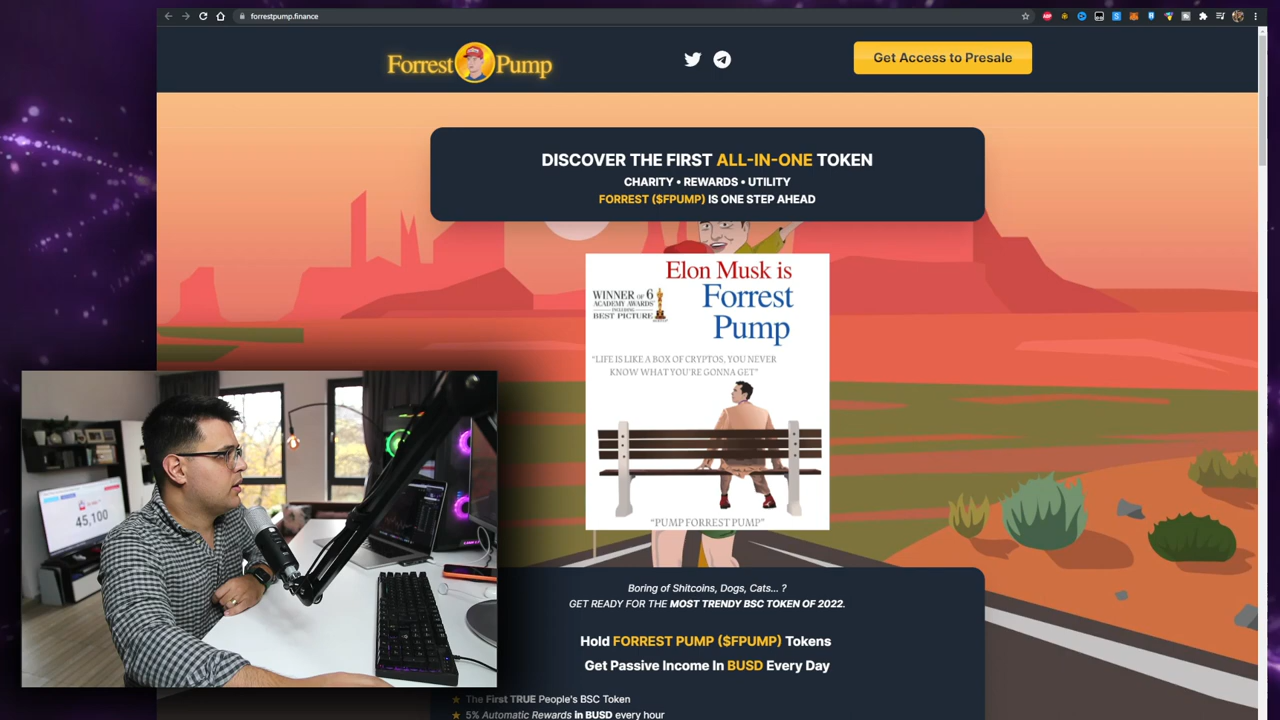 forrestpump.finance
Forrest Pump
Get Access to Presale
DISCOVER THE FIRST ALL-IN-ONE TOKEN
CHARITY • REWARDS • UTILITY
FORREST ($FPUMP) IS ONE STEP AHEAD
Elon Musk is
Forrest
Pump
WINNER OF 6
ACADEMY AWARDS
INCLUDING
BEST PICTURE
“LIFE IS LIKE A BOX OF CRYPTOS, YOU NEVER
KNOW WHAT YOU'RE GONNA GET”
“PUMP FORREST PUMP”
45,100
Boring of Shitcoins, Dogs, Cats... ?
GET READY FOR THE MOST TRENDY BSC TOKEN OF 2022.
Hold FORREST PUMP ($FPUMP) Tokens
Get Passive Income In BUSD Every Day
The First TRUE People's BSC Token
5% Automatic Rewards in BUSD every hour